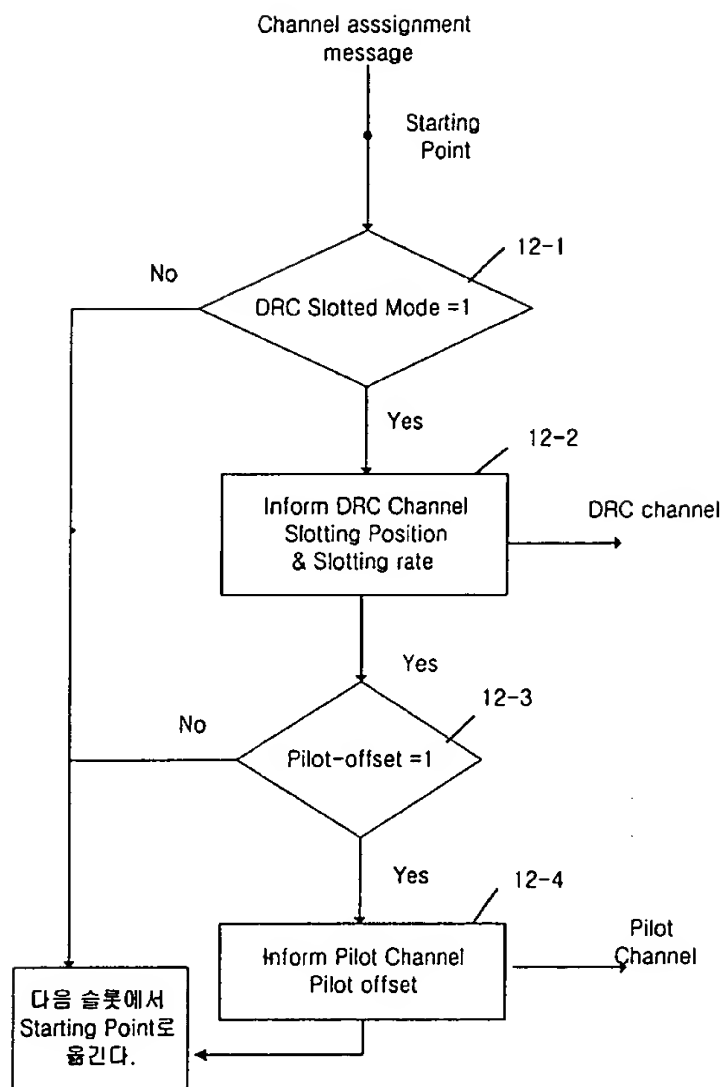 Channel asssignment
message
Starting
Point
12-1
No
DRC Slotted Mode =1
Yes
12-2
Inform DRC Channel
Slotting Position
& Slotting rate
DRC channel
Yes
12-3
No
Pilot-offset =1
Yes
12-4
Inform Pilot Channel
Pilot offset
Pilot
Channel
다음 슬롯에서
Starting Point로
옮긴다.